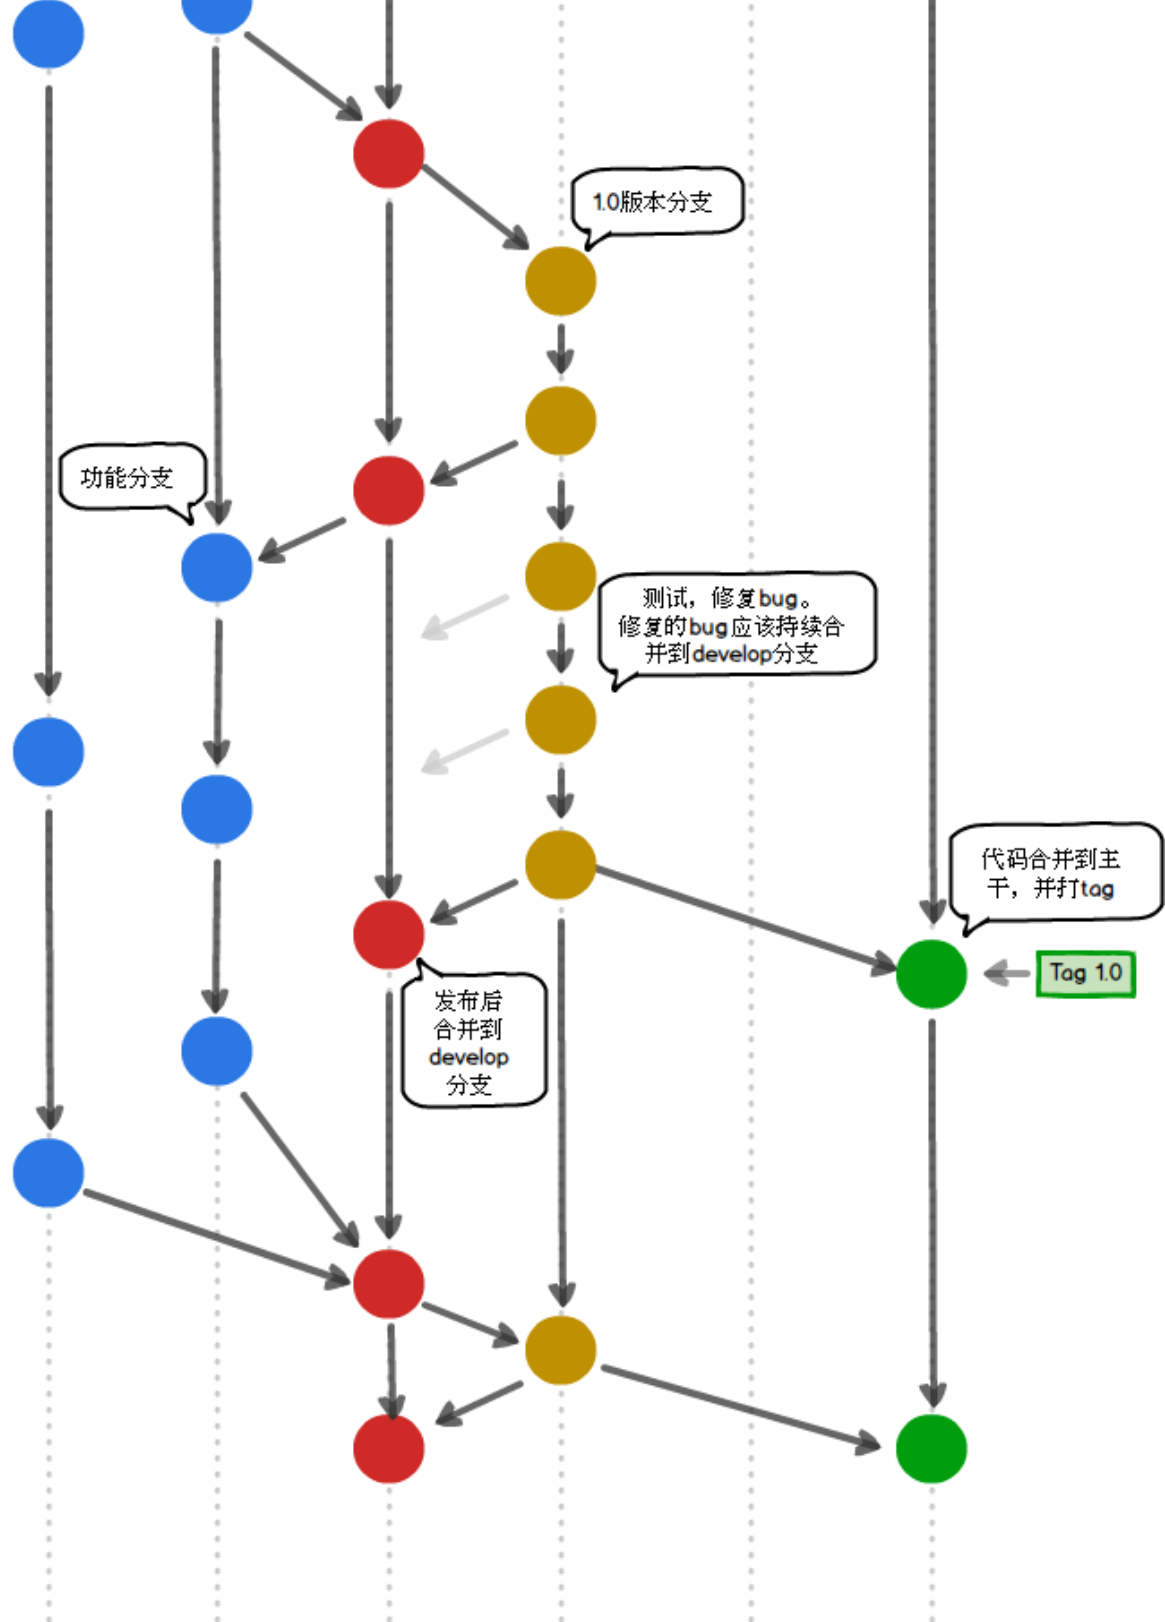 1.0版本分支
功能分支
测试，修复bug。
修复的bug应该持续合
并到develop分支
代码合并到主
干，并打tag
Tag 1.0
发布后
合并到
develop
分支